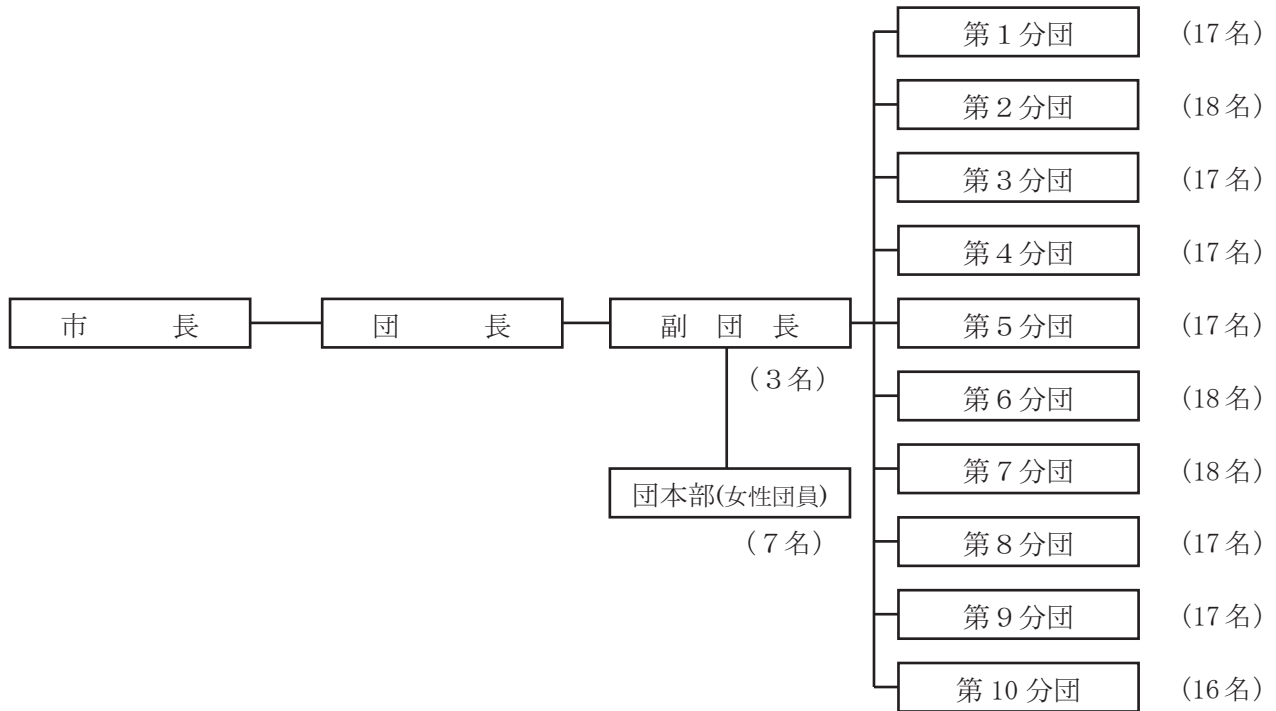 第１分団 (17名)
第２分団 (18名)
第３分団 (17名)
第４分団 (17名)
市　　長 団　　長 副　団　長 第５分団 (17名)
(３名) 第６分団 (18名)
団本部(女性団員) 第７分団 (18名)
(７名) 第８分団 (17名)
第９分団 (17名)
第10分団 (16名)